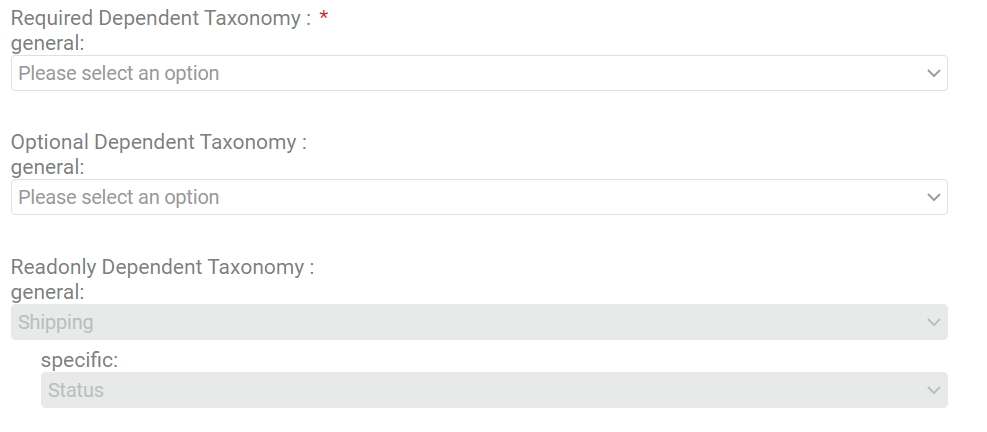 Required Dependent Taxonomy : *
general:
Please select an option
Optional Dependent Taxonomy :
general:
Please select an option
Readonly Dependent Taxonomy :
general:
Shipping
specific:
Status